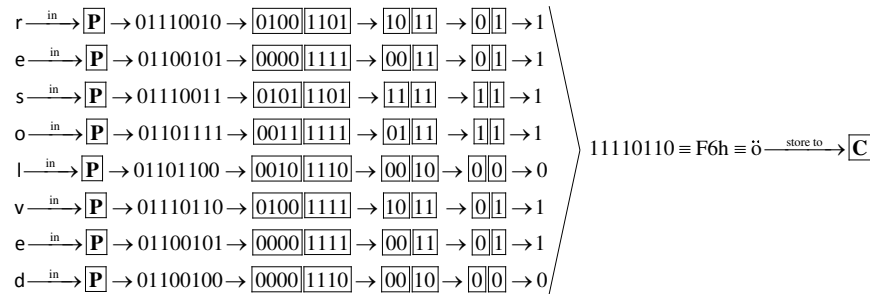 r in → P → 01110010 → 0100 1101 → 10 11 → 0 1 → 1
e in → P → 01100101 → 0000 1111 → 00 11 → 0 1 → 1
s in → P → 01110011 → 0101 1101 → 11 11 → 1 1 → 1
o in → P → 01101111 → 0011 1111 → 01 11 → 1 1 → 1
11110110 ≡ F6h ≡ ö store to → C
l in → P → 01101100 → 0010 1110 → 00 10 → 0 0 → 0
v in → P → 01110110 → 0100 1111 → 10 11 → 0 1 → 1
e in → P → 01100101 → 0000 1111 → 00 11 → 0 1 → 1
d in → P → 01100100 → 0000 1110 → 00 10 → 0 0 → 0